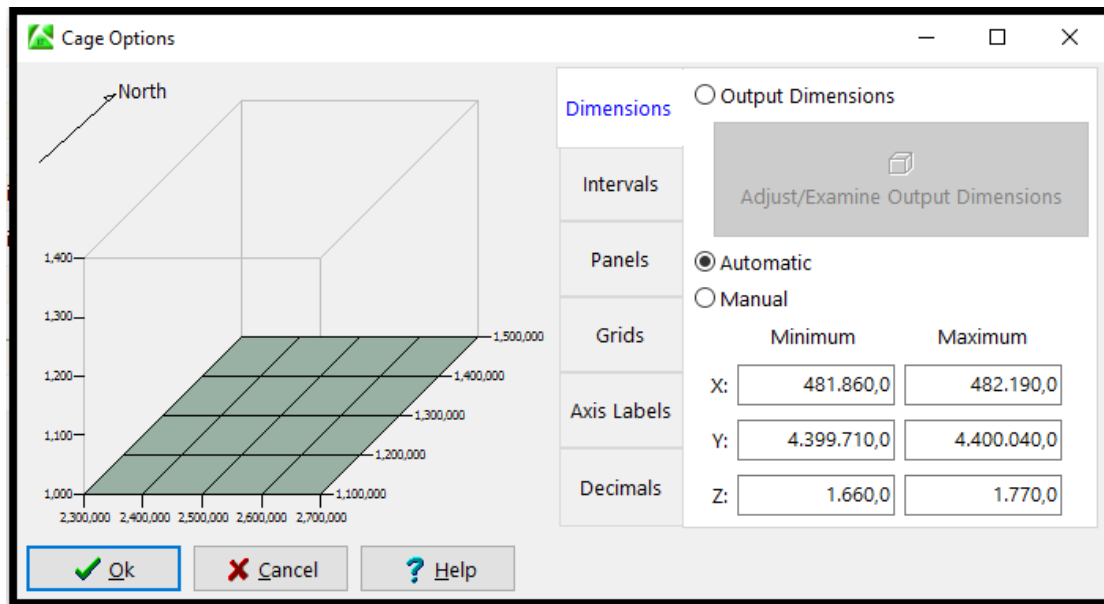 Cage Options
North
1,400
1,300
1,200
1,100
1,000
2,300,000 2,400,000 2,500,000 2,600,000 2,700,000
1,500,000
1,400,000
1,300,000
1,200,000
1,100,000
Dimensions
Intervals
Panels
Grids
Axis Labels
Decimals
Output Dimensions
Adjust/Examine Output Dimensions
Automatic
Manual
Minimum Maximum
X: 481.860,0 482.190,0
Y: 4.399.710,0 4.400.040,0
Z: 1.660,0 1.770,0
Ok Cancel ? Help